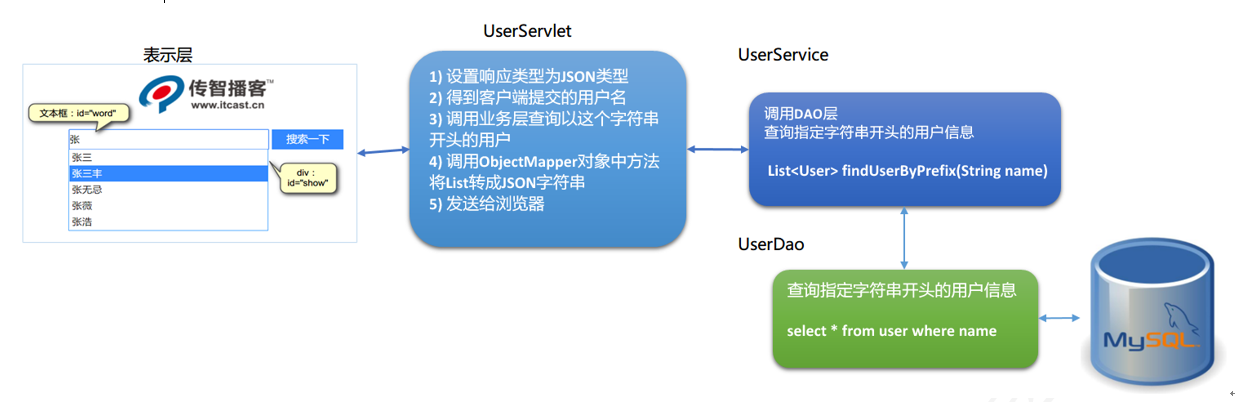 表示层
传智播客™
www.itcast.cn
文本框：id="word"
张
搜索一下
张三
张三丰
张无忌
张薇
张浩
div：
id="show"
UserServlet
1) 设置响应类型为JSON类型
2) 得到客户端提交的用户名
3) 调用业务层查询以这个字符串
开头的用户
4) 调用ObjectMapper对象中方法
将List转成JSON字符串
5) 发送给浏览器
UserService
调用DAO层
查询指定字符串开头的用户信息
List<User> findUserByPrefix(String name)
UserDao
查询指定字符串开头的用户信息
select * from user where name
MySQL